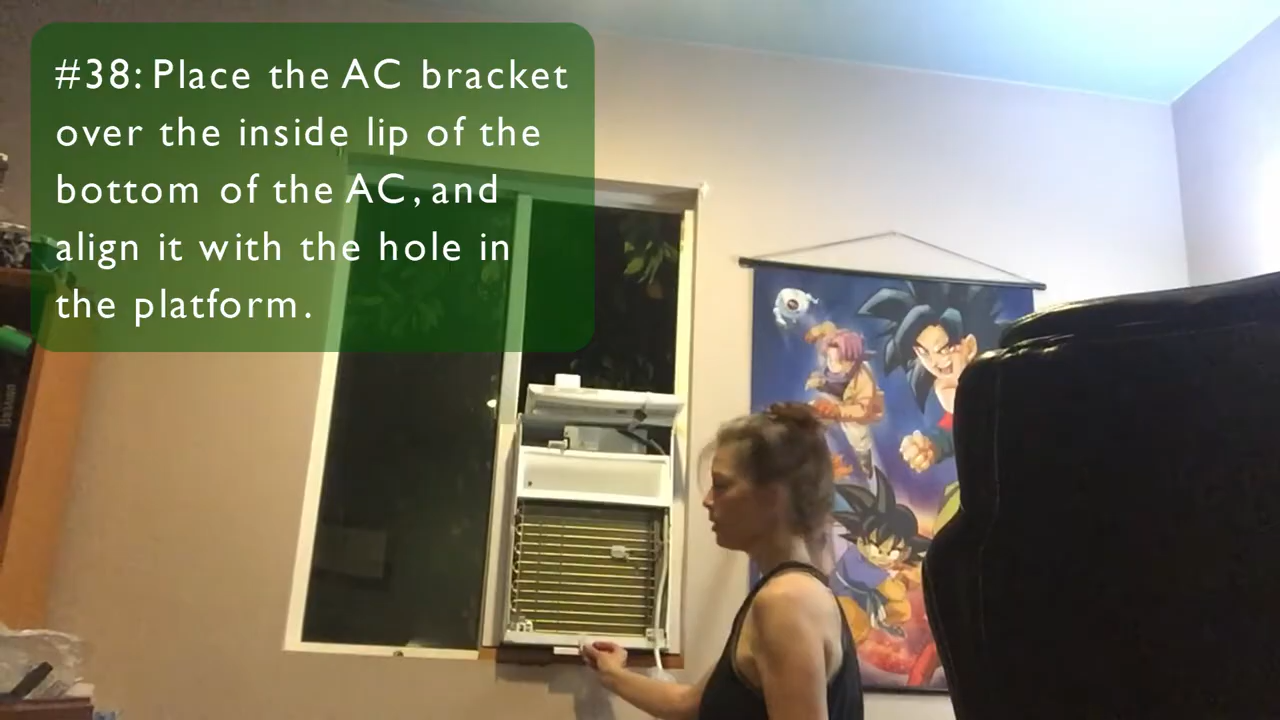 #38: Place the AC bracket
over the inside lip of the
bottom of the AC, and
align it with the hole in
the platform.